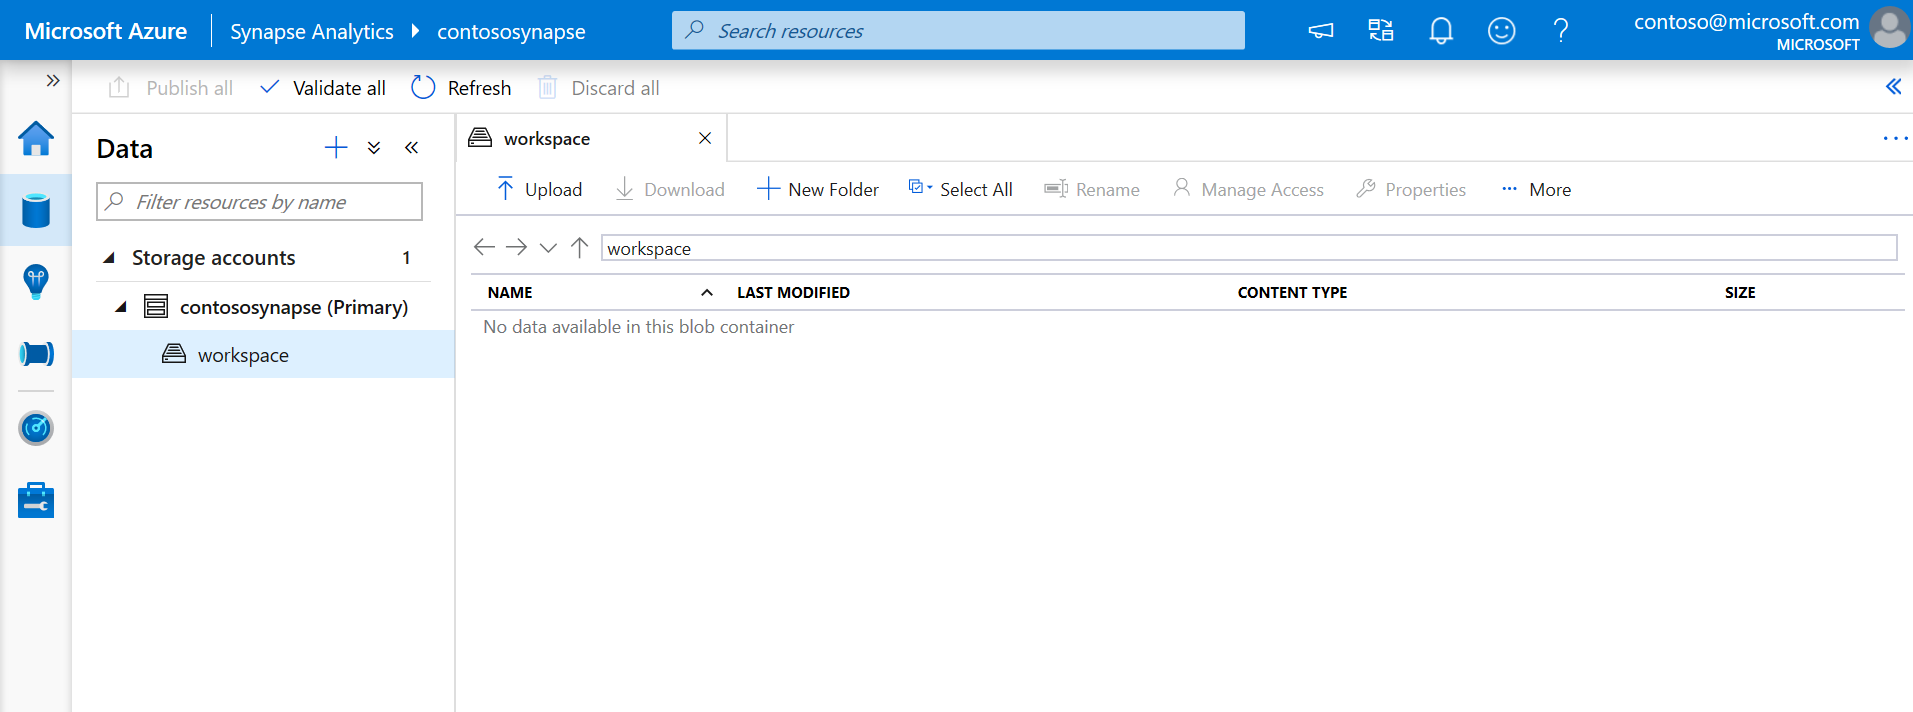 Microsoft Azure
Synapse Analytics
contososynapse
Search resources
contoso@microsoft.com
MICROSOFT
Publish all
Validate all
Refresh
Discard all
Data
Filter resources by name
Storage accounts 1
contososynapse (Primary)
workspace
workspace
Upload
Download
New Folder
Select All
Rename
Manage Access
Properties
More
workspace
NAME LAST MODIFIED CONTENT TYPE SIZE
No data available in this blob container